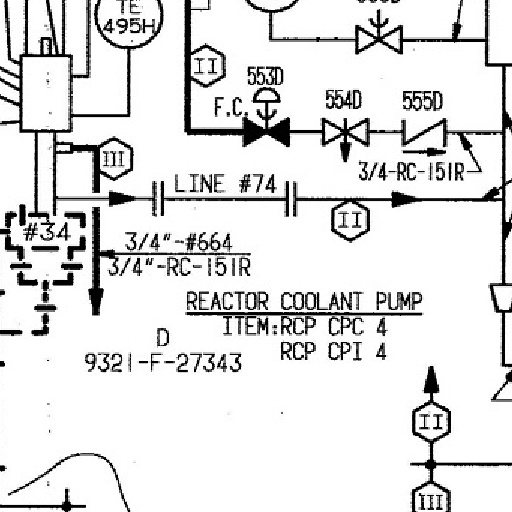 TE
495H
II
553D
F.C.
554D
555D
III
3/4-RC-151R
LINE #74
II
#34
3/4"-#664
3/4"-RC-151R
REACTOR COOLANT PUMP
ITEM:RCP CPC 4
RCP CPI 4
D
9321-F-27343
II
III